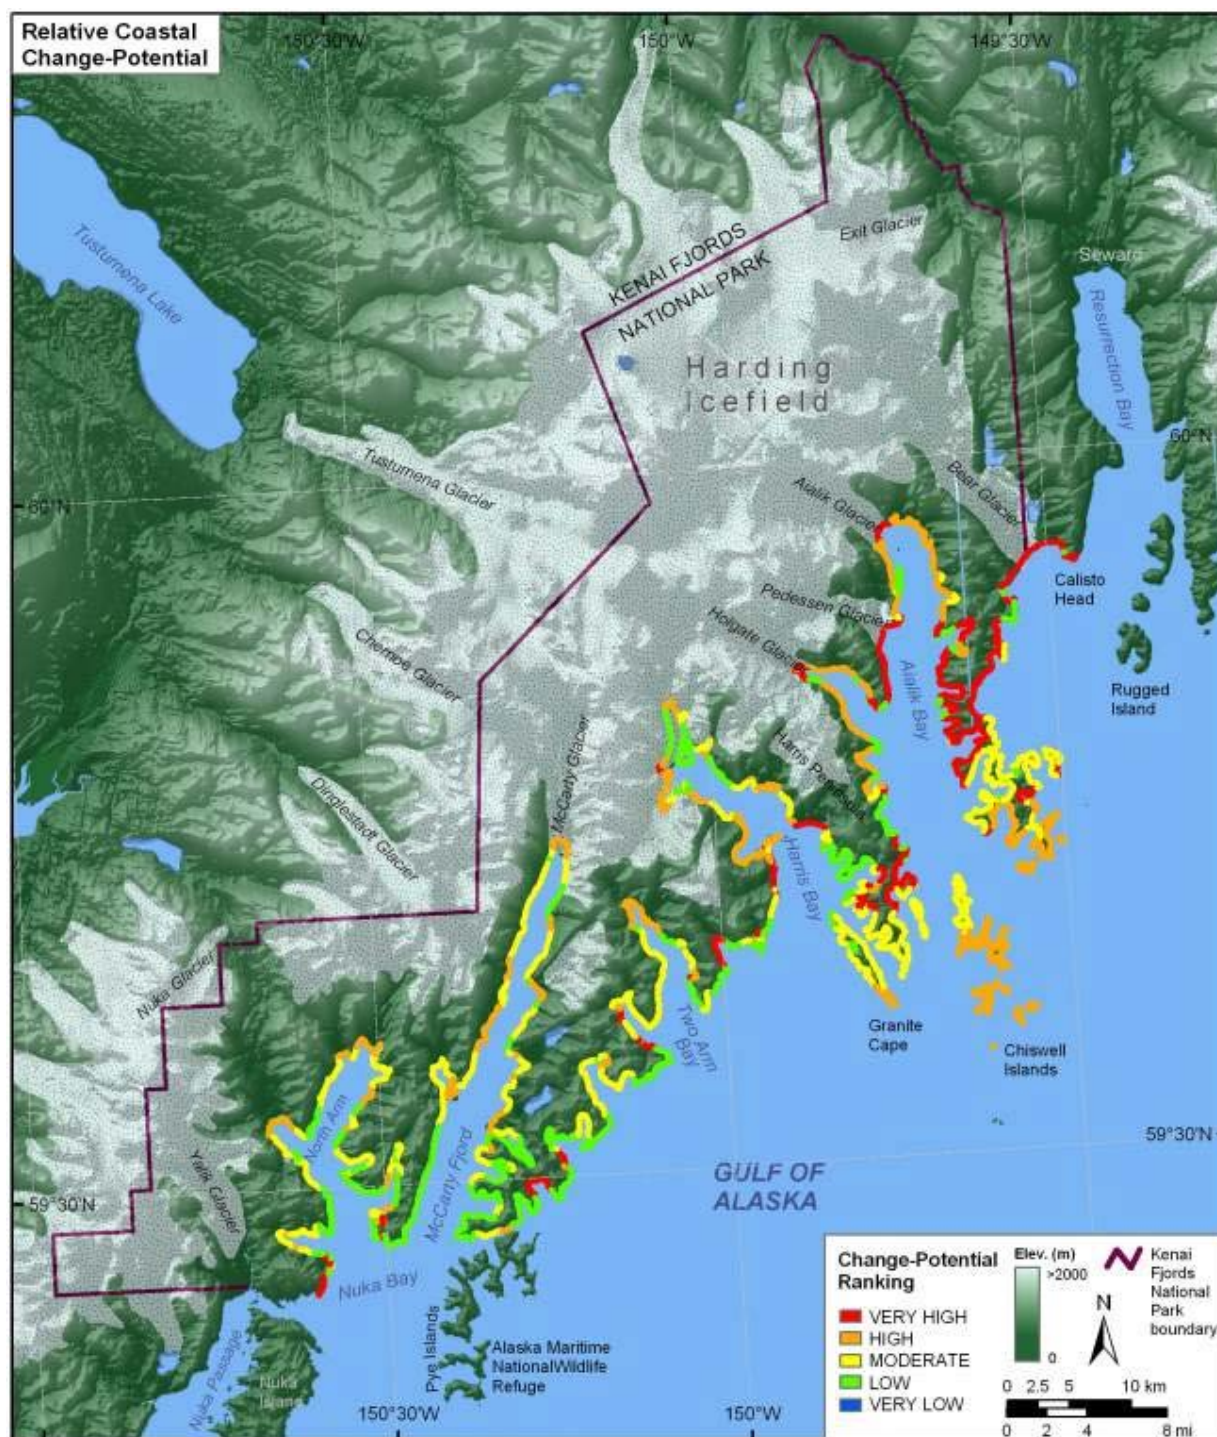 Relative Coastal
Change-Potential
150°30'W
150°W
149°30'W
Tustumena Lake
Exit Glacier
Seward
KENAI FJORDS
NATIONAL PARK
Resurrection Bay
Harding
Icefield
60°N
Tustumena Glacier
Bear Glacier
Aialik Glacier
60°N
Calisto
Head
Pedessen Glacier
Holgate Glacier
Chernoe Glacier
Aialik Bay
Rugged
Island
McCarty Glacier
Harris Peninsula
Dinglestadt Glacier
Harris Bay
Nuka Glacier
Two Arm
Bay
Granite
Cape
Chiswell
Islands
North Arm
McCarty Fjord
59°30'N
Yalik Glacier
GULF OF
ALASKA
59°30'N
Nuka Bay
Pye Islands
Alaska Maritime
NationalWildlife
Refuge
Nuka Passage
Nuka
Island
150°30'W
150°W
Change-Potential
Ranking
VERY HIGH
HIGH
MODERATE
LOW
VERY LOW
Elev. (m)
>2000
0
Kenai
Fjords
National
Park
boundary
N
0 2.5 5 10 km
0 2 4 8 mi